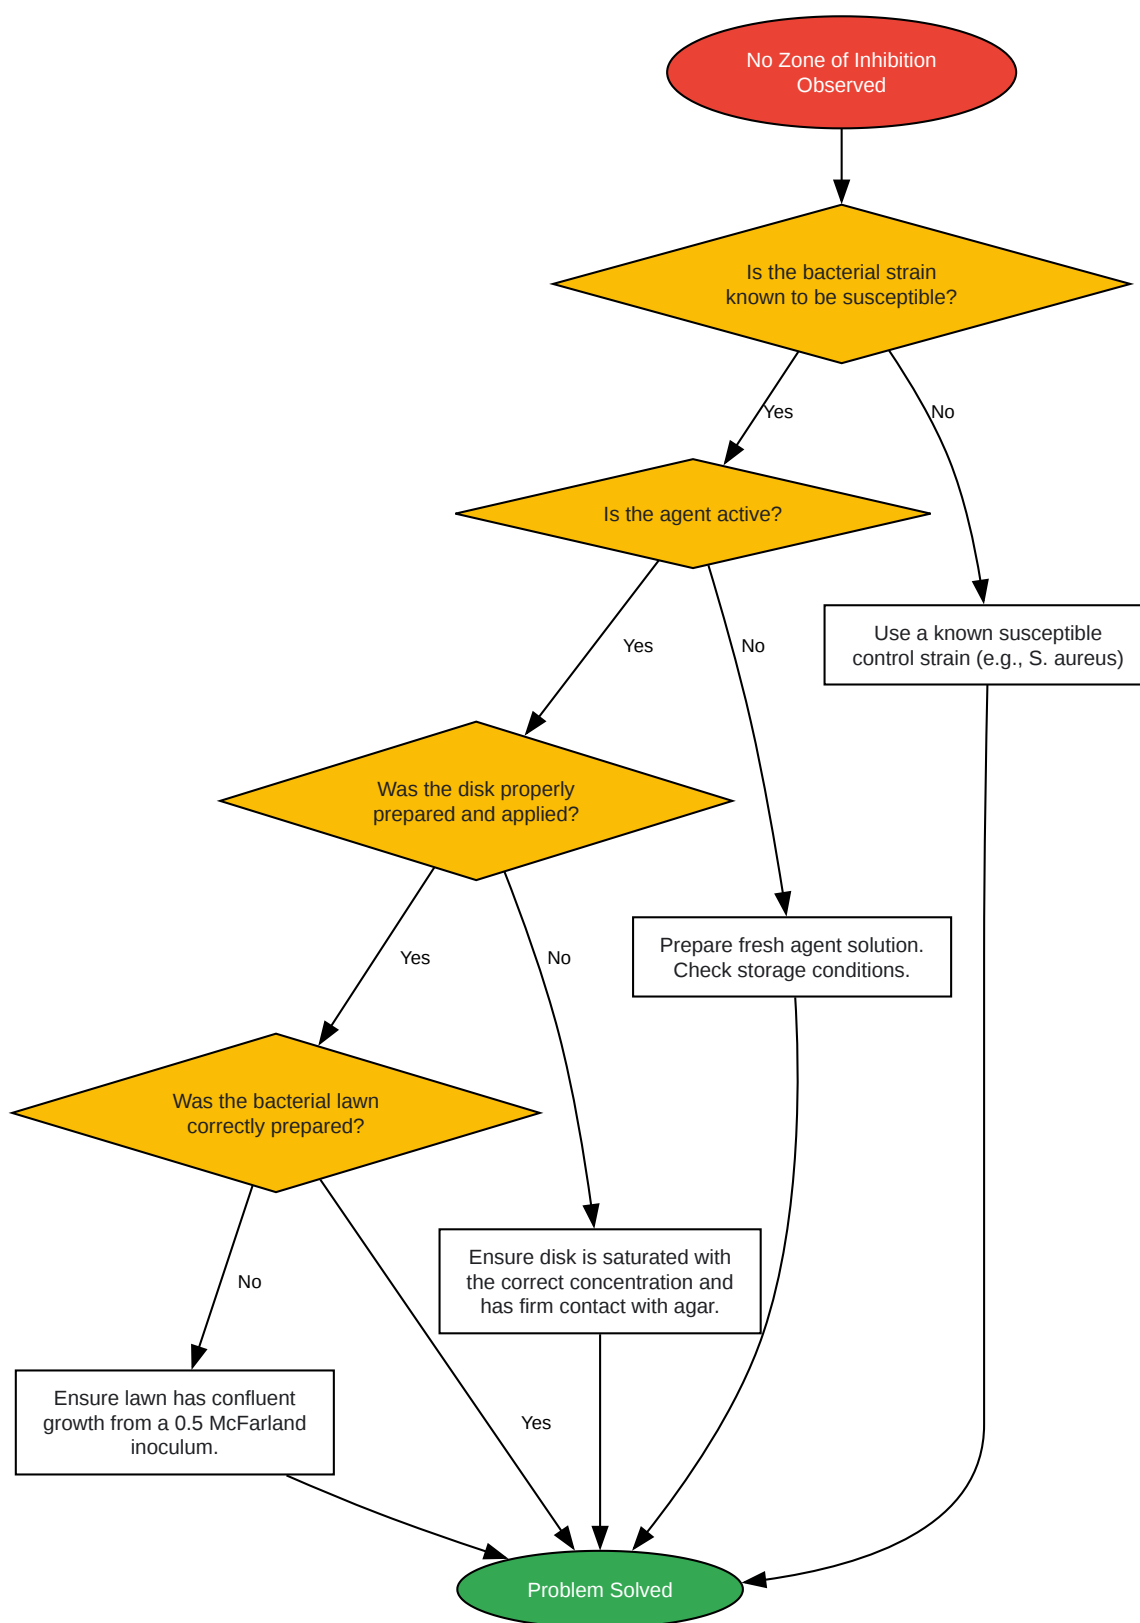 No Zone of Inhibition
Observed
Is the bacterial strain
known to be susceptible?
Yes
No
Is the agent active?
Use a known susceptible
control strain (e.g., S. aureus)
Yes
No
Was the disk properly
prepared and applied?
Prepare fresh agent solution.
Check storage conditions.
Yes
No
Was the bacterial lawn
correctly prepared?
Ensure disk is saturated with
the correct concentration and
has firm contact with agar.
No
Ensure lawn has confluent
growth from a 0.5 McFarland
inoculum.
Yes
Problem Solved